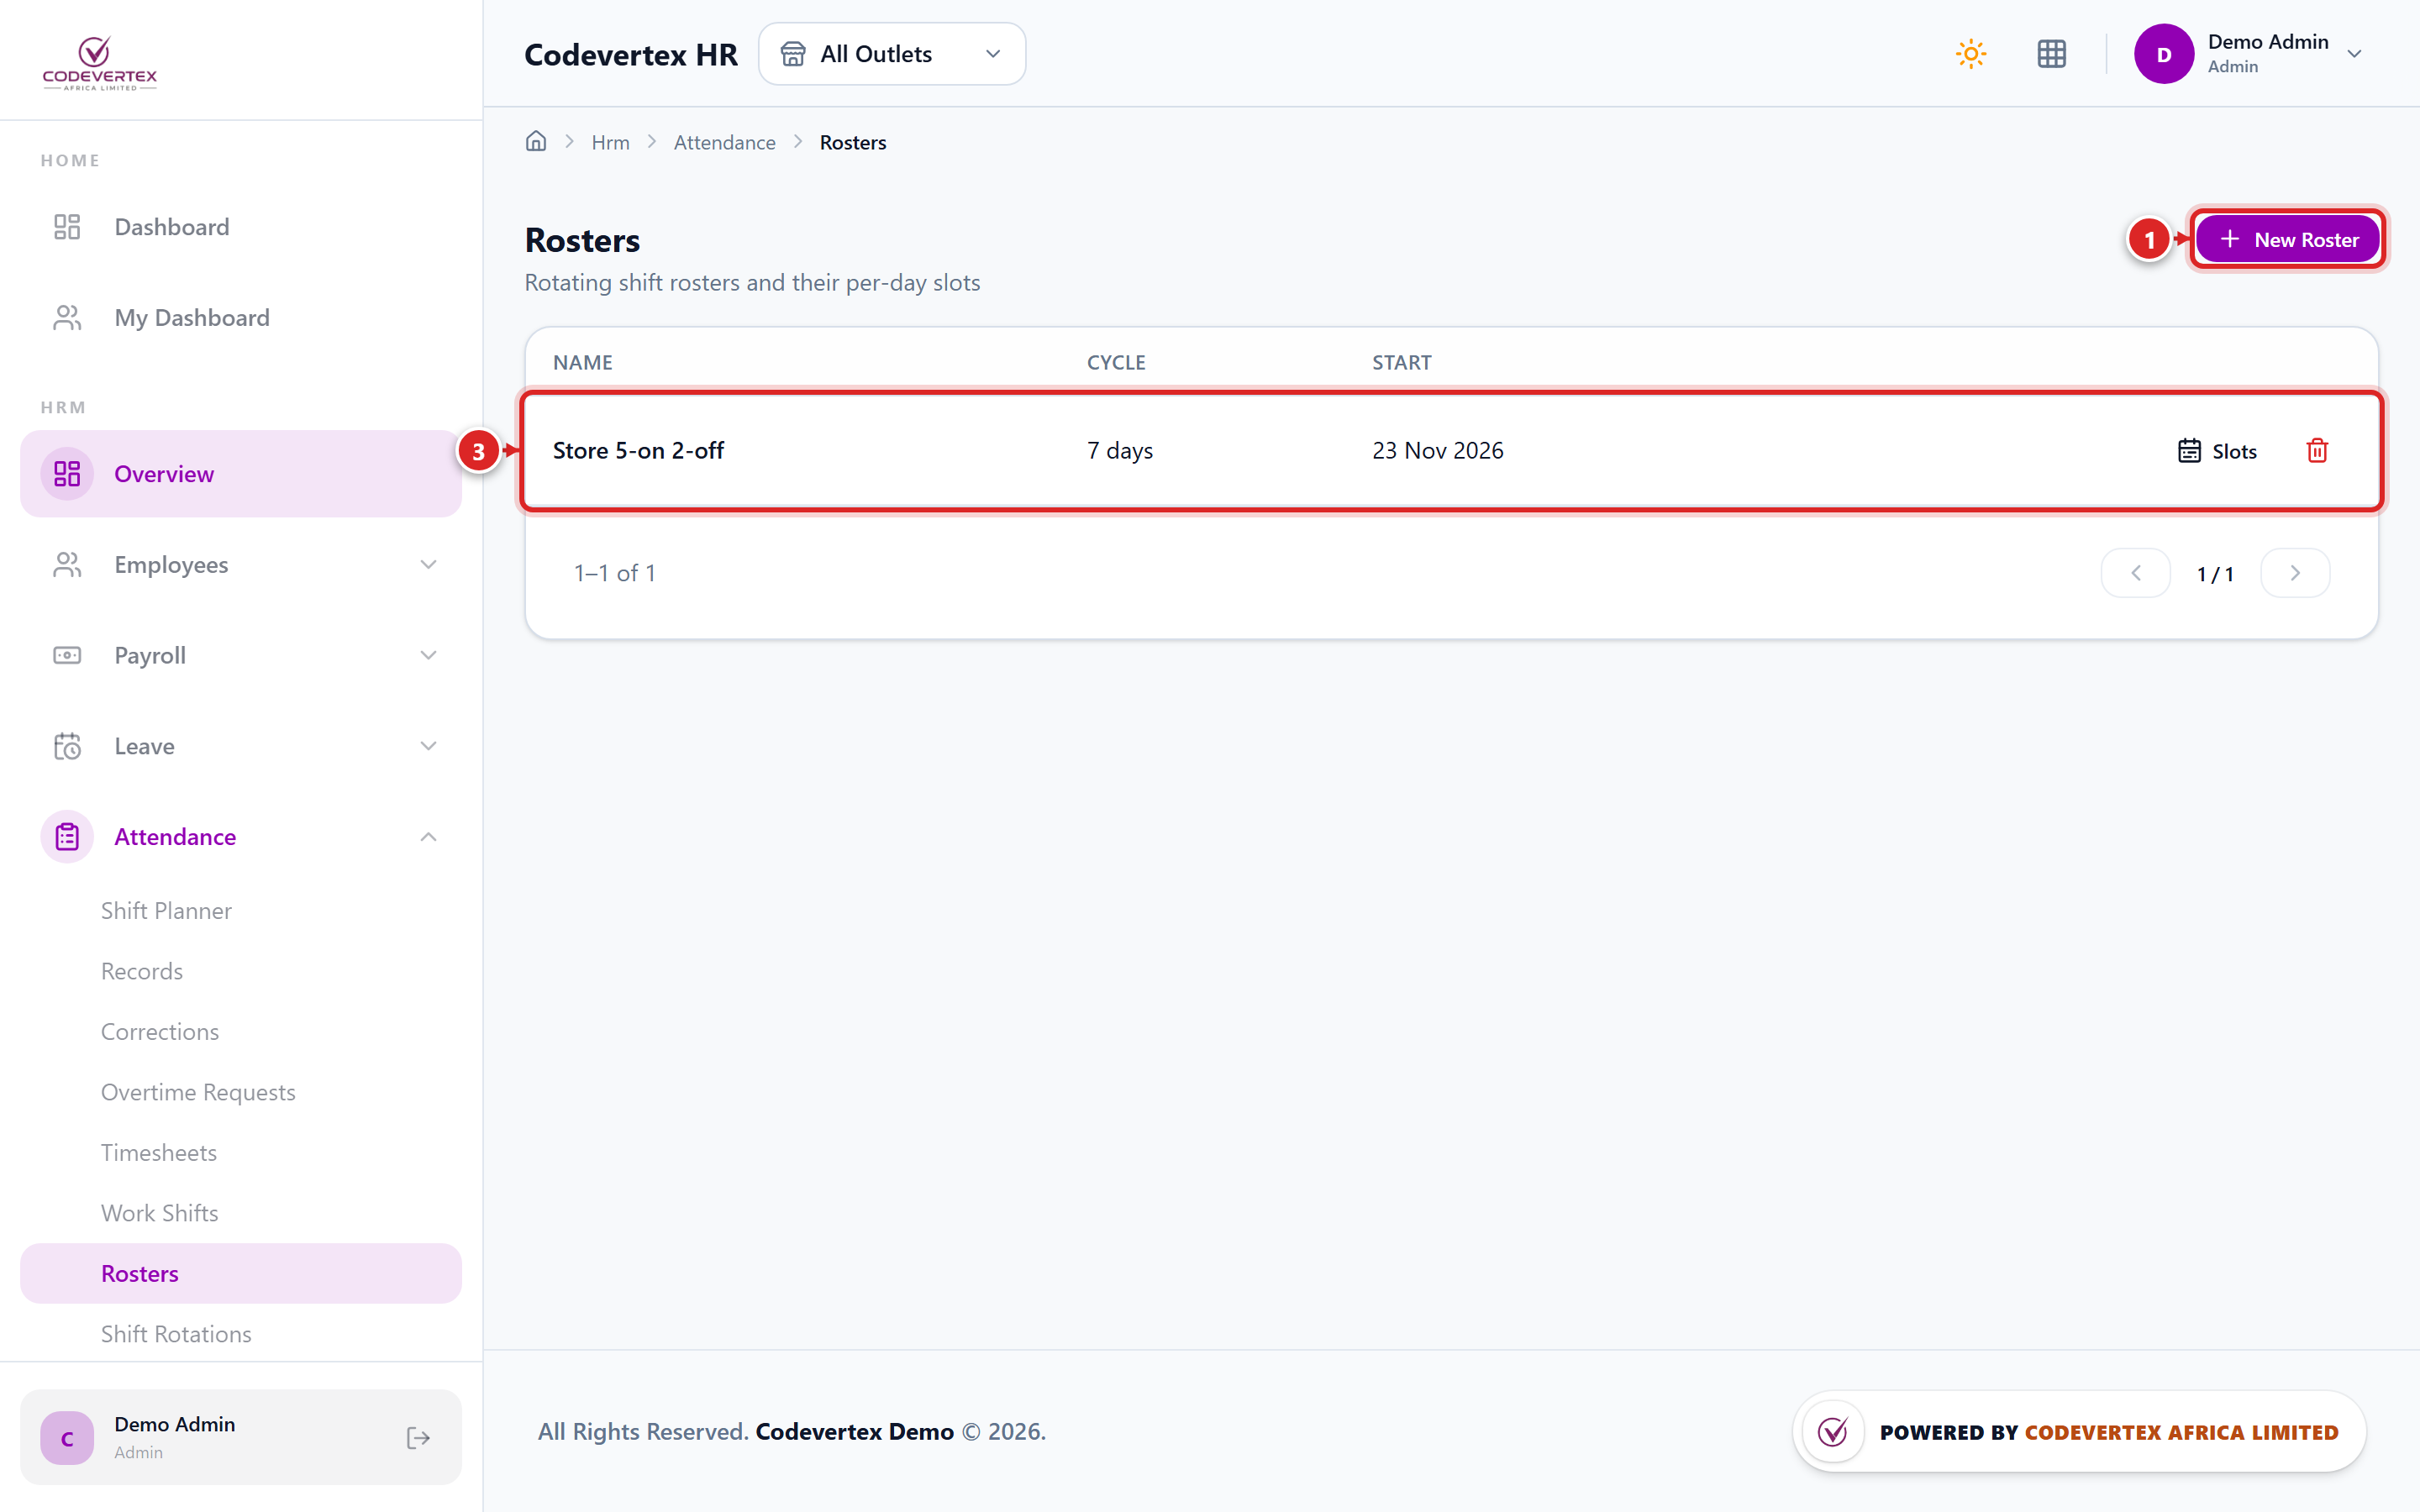 CODEVERTEX
AFRICA LIMITED
HOME
Dashboard
My Dashboard
HRM
Overview
Employees
Payroll
Leave
Attendance
Shift Planner
Records
Corrections
Overtime Requests
Timesheets
Work Shifts
Rosters
Shift Rotations
C
Demo Admin
Admin
Codevertex HR
All Outlets
D
Demo Admin
Admin
Hrm
Attendance
Rosters
Rosters
Rotating shift rosters and their per-day slots
1
New Roster
NAME CYCLE START
3
Store 5-on 2-off 7 days 23 Nov 2026 Slots
1–1 of 1
1 / 1
All Rights Reserved. Codevertex Demo © 2026.
POWERED BY CODEVERTEX AFRICA LIMITED